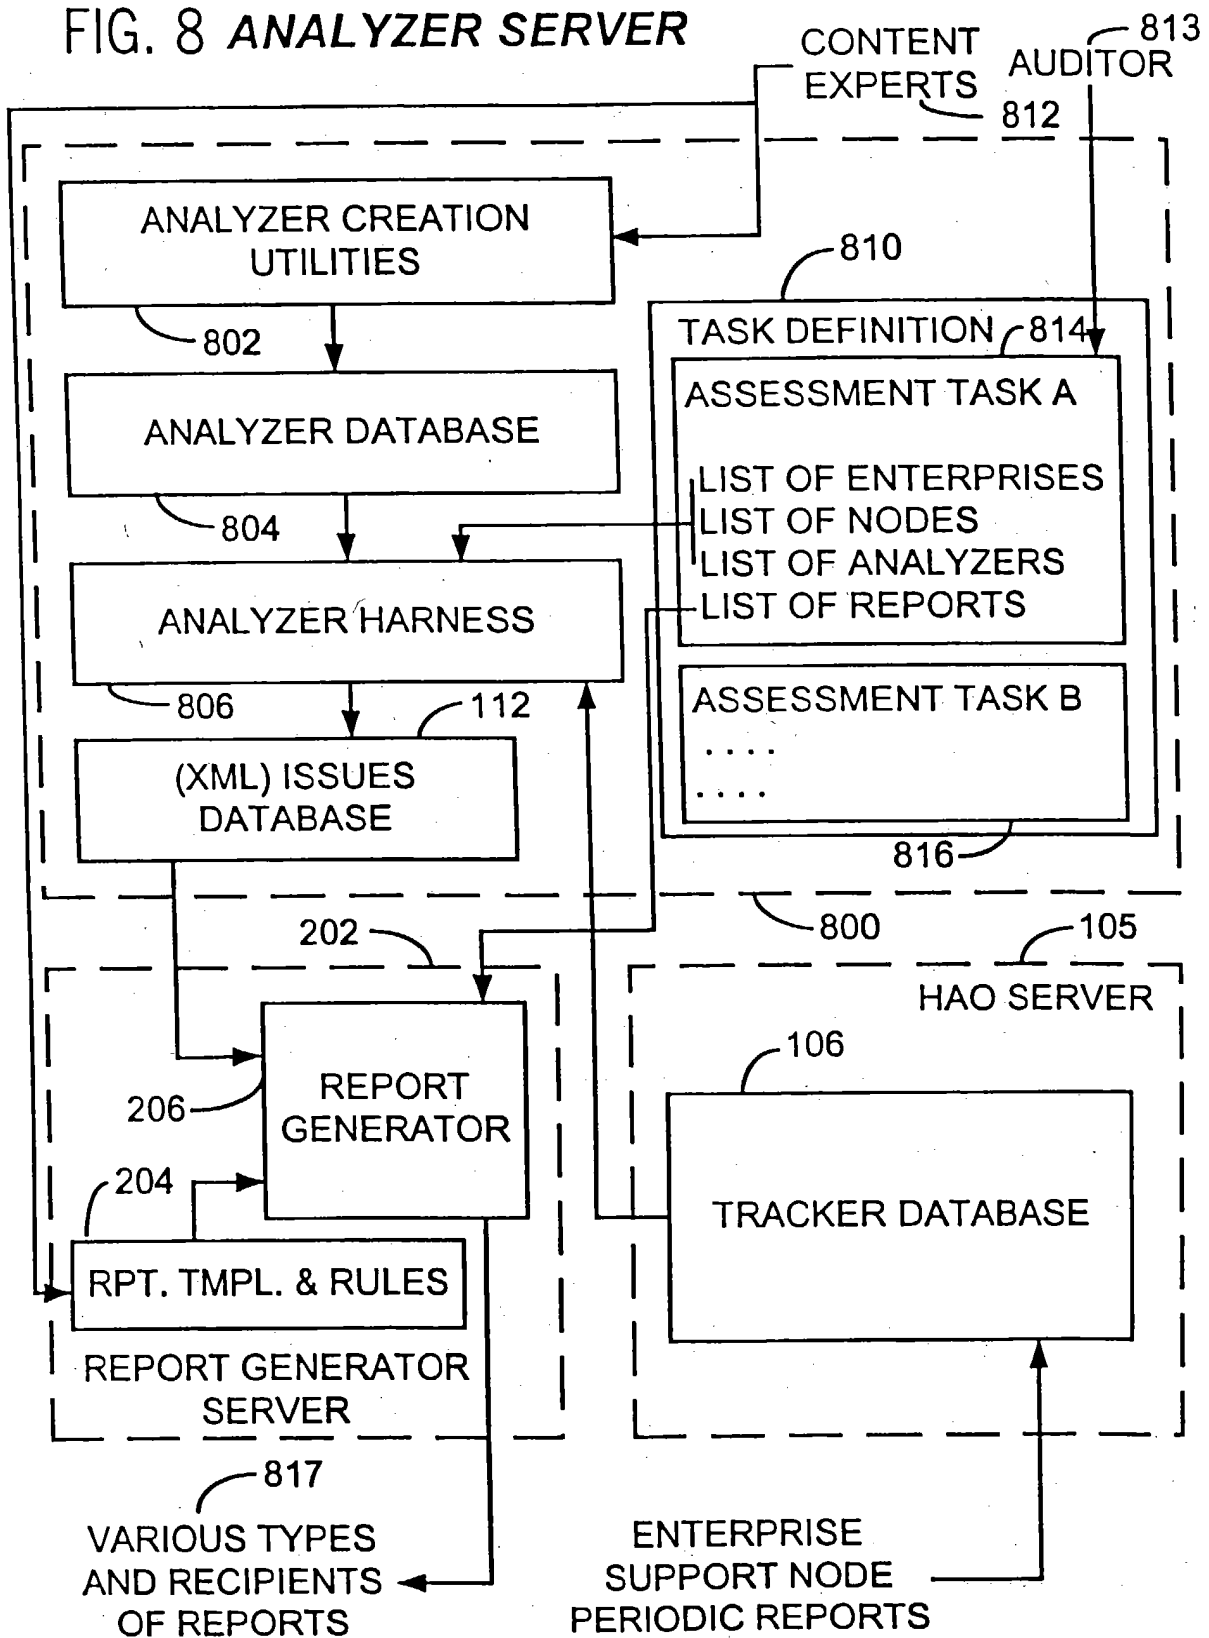 FIG. 8 ANALYZER SERVER
CONTENT
EXPERTS
812
813
AUDITOR
ANALYZER CREATION
UTILITIES
802
810
TASK DEFINITION
814
ASSESSMENT TASK A
LIST OF ENTERPRISES
LIST OF NODES
LIST OF ANALYZERS
LIST OF REPORTS
ANALYZER DATABASE
804
ANALYZER HARNESS
806
112
ASSESSMENT TASK B
. . . .
. . . .
816
(XML) ISSUES
DATABASE
800
202
105
HAO SERVER
REPORT
GENERATOR
206
106
TRACKER DATABASE
204
RPT. TMPL. & RULES
REPORT GENERATOR
SERVER
817
VARIOUS TYPES
AND RECIPIENTS
OF REPORTS
ENTERPRISE
SUPPORT NODE
PERIODIC REPORTS